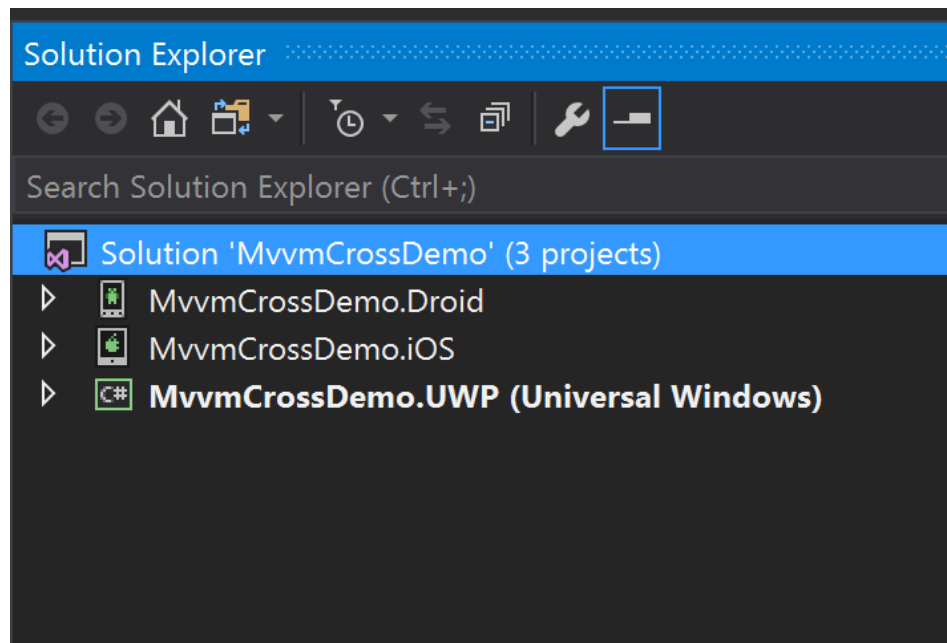 Solution Explorer
Search Solution Explorer (Ctrl+;)
Solution 'MvvmCrossDemo' (3 projects)
MvvmCrossDemo.Droid
MvvmCrossDemo.iOS
C# MvvmCrossDemo.UWP (Universal Windows)